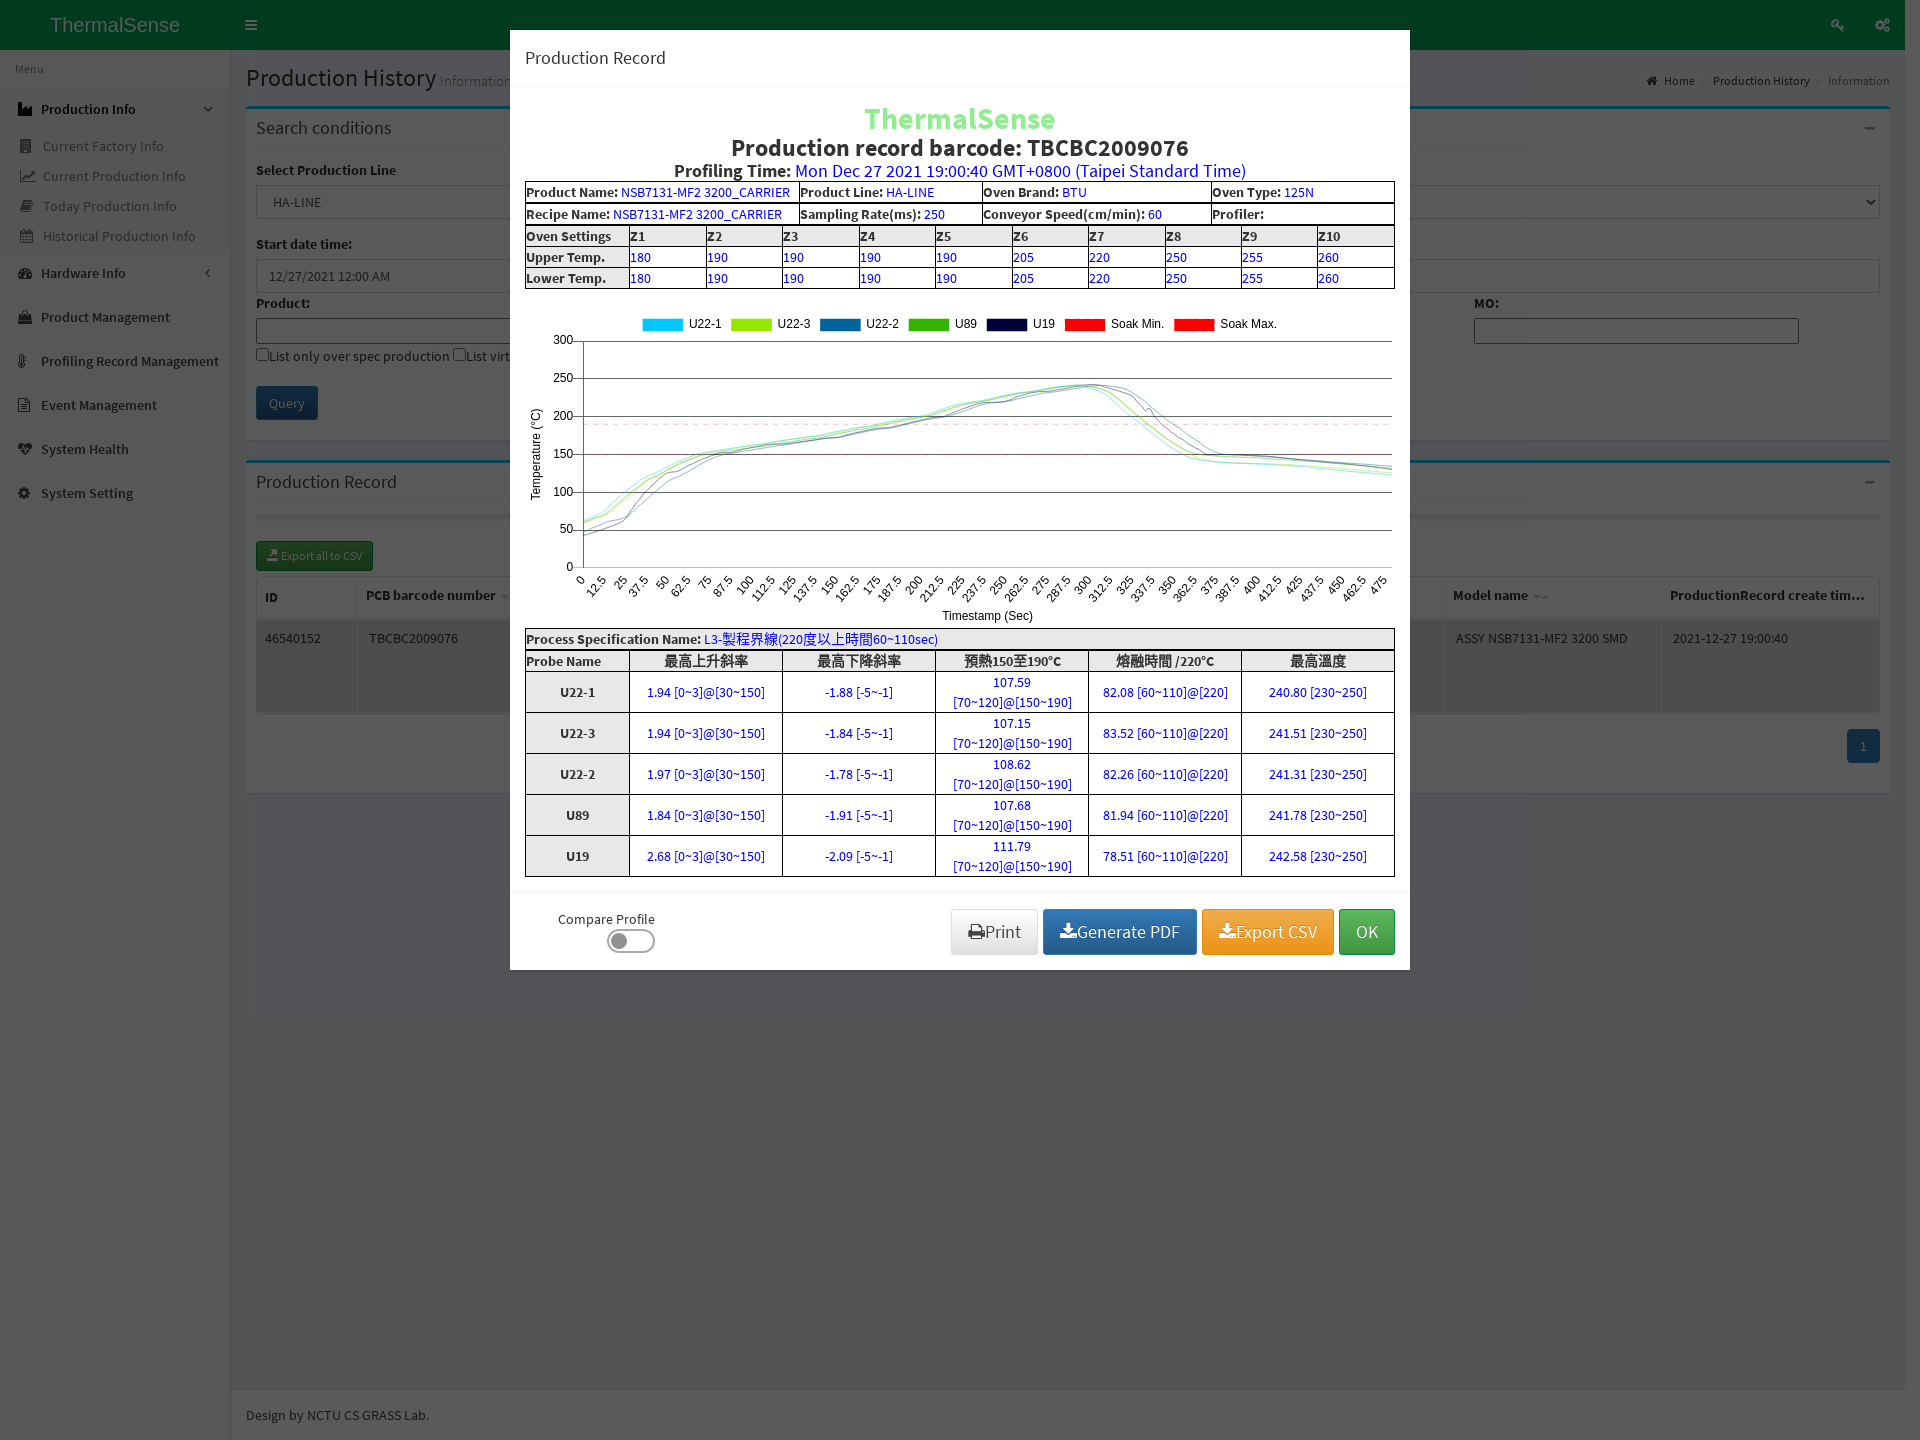 ThermalSense
Menu
Production Info
Current Factory Info
Current Production Info
Today Production Info
Historical Production Info
Hardware Info
Product Management
Profiling Record Management
Event Management
System Health
System Setting
Production History Information
Home Production History Information
Search conditions
Select Production Line
HA-LINE
Start date time:
12/27/2021 12:00 AM
Product:
MO:
List only over spec production List virt
Query
Production Record
Export all to CSV
ID PCB barcode number Model name ProductionRecord create tim...
46540152 TBCBC2009076 ASSY NSB7131-MF2 3200 SMD 2021-12-27 19:00:40
1
Design by NCTU CS GRASS Lab.
Production Record
ThermalSense
Production record barcode: TBCBC2009076
Profiling Time: Mon Dec 27 2021 19:00:40 GMT+0800 (Taipei Standard Time)
Product Name: NSB7131-MF2 3200_CARRIER Product Line: HA-LINE Oven Brand: BTU Oven Type: 125N
Recipe Name: NSB7131-MF2 3200_CARRIER Sampling Rate(ms): 250 Conveyor Speed(cm/min): 60 Profiler:
Oven Settings Z1 Z2 Z3 Z4 Z5 Z6 Z7 Z8 Z9 Z10
Upper Temp. 180 190 190 190 190 205 220 250 255 260
Lower Temp. 180 190 190 190 190 205 220 250 255 260
U22-1 U22-3 U22-2 U89 U19 Soak Min. Soak Max.
300
250
200
150
100
50
0
Temperature (°C)
0 12.5 25 37.5 50 62.5 75 87.5 100 112.5 125 137.5 150 162.5 175 187.5 200 212.5 225 237.5 250 262.5 275 287.5 300 312.5 325 337.5 350 362.5 375 387.5 400 412.5 425 437.5 450 462.5 475
Timestamp (Sec)
Process Specification Name: L3-製程界線(220度以上時間60~110sec)
Probe Name 最高上升斜率 最高下降斜率 預熱150至190°C 熔融時間 /220°C 最高溫度
U22-1 1.94 [0~3]@[30~150] -1.88 [-5~-1] 107.59 [70~120]@[150~190] 82.08 [60~110]@[220] 240.80 [230~250]
U22-3 1.94 [0~3]@[30~150] -1.84 [-5~-1] 107.15 [70~120]@[150~190] 83.52 [60~110]@[220] 241.51 [230~250]
U22-2 1.97 [0~3]@[30~150] -1.78 [-5~-1] 108.62 [70~120]@[150~190] 82.26 [60~110]@[220] 241.31 [230~250]
U89 1.84 [0~3]@[30~150] -1.91 [-5~-1] 107.68 [70~120]@[150~190] 81.94 [60~110]@[220] 241.78 [230~250]
U19 2.68 [0~3]@[30~150] -2.09 [-5~-1] 111.79 [70~120]@[150~190] 78.51 [60~110]@[220] 242.58 [230~250]
Compare Profile
Print Generate PDF Export CSV OK